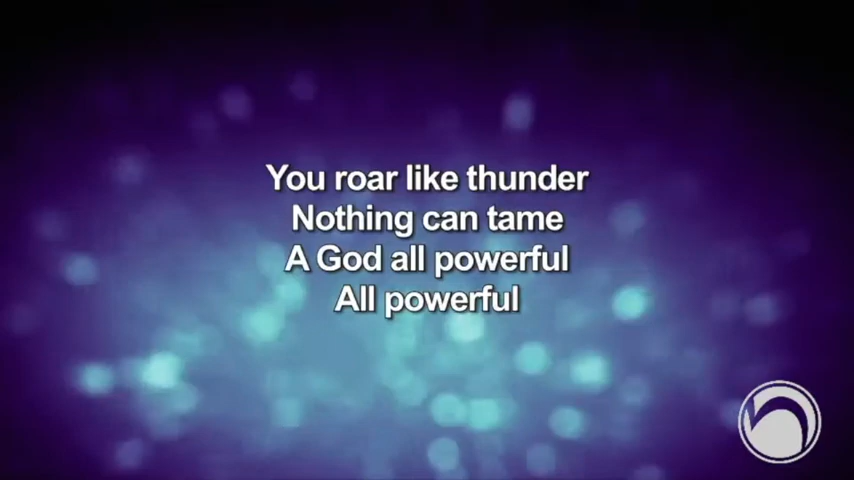 You roar like thunder
Nothing can tame
A God all powerful
All powerful